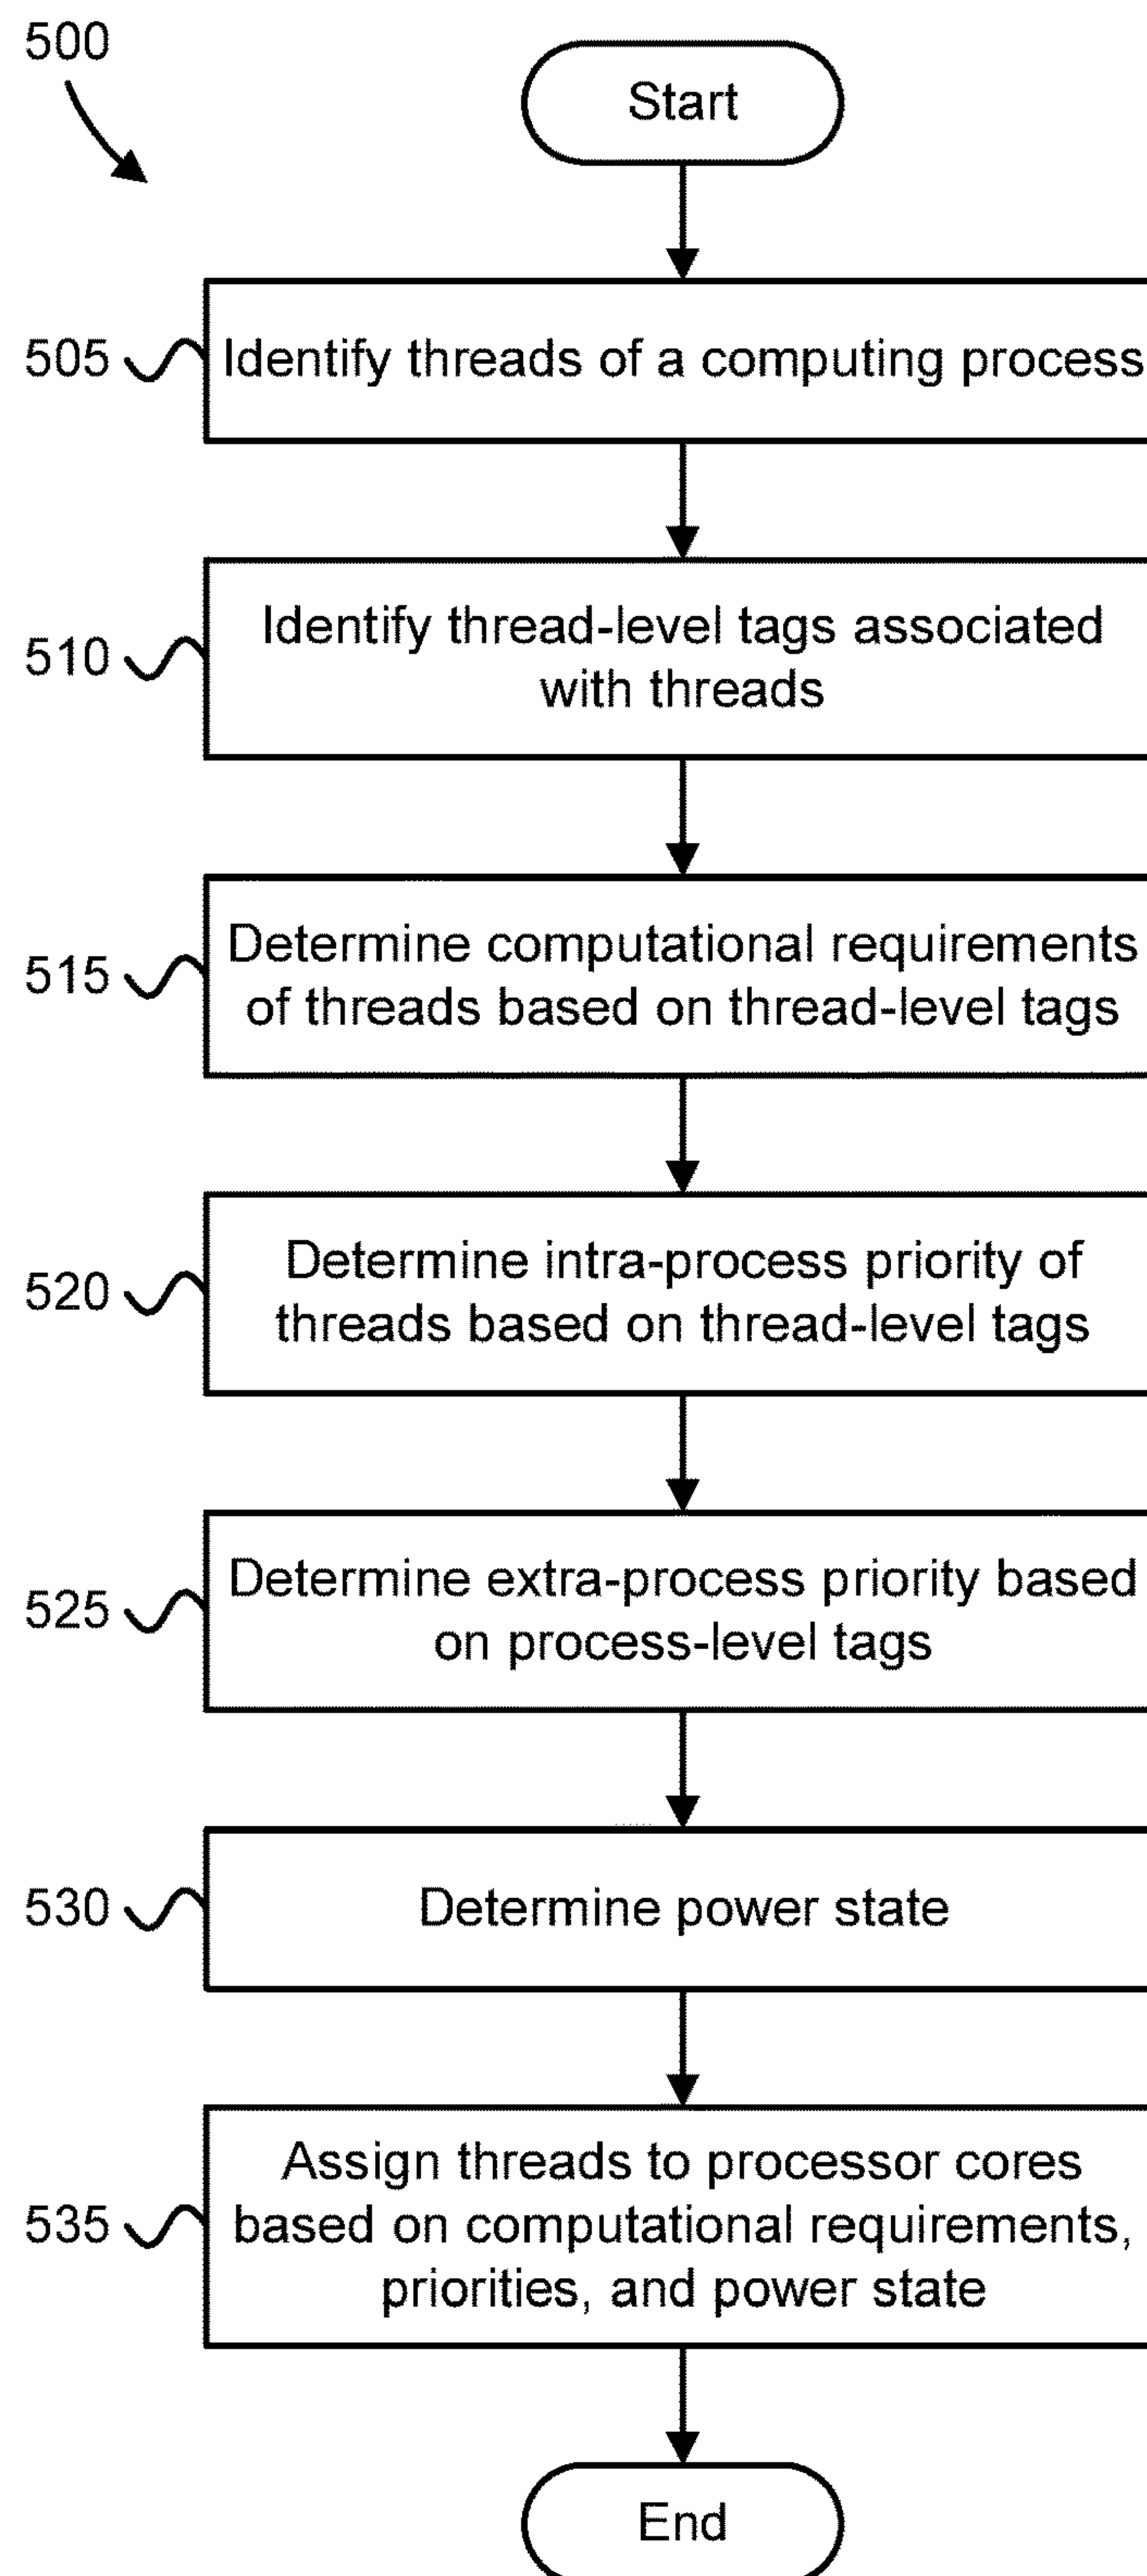 500
Start
505
Identify threads of a computing process
510
Identify thread-level tags associated
with threads
515
Determine computational requirements
of threads based on thread-level tags
520
Determine intra-process priority of
threads based on thread-level tags
525
Determine extra-process priority based
on process-level tags
530
Determine power state
535
Assign threads to processor cores
based on computational requirements,
priorities, and power state
End